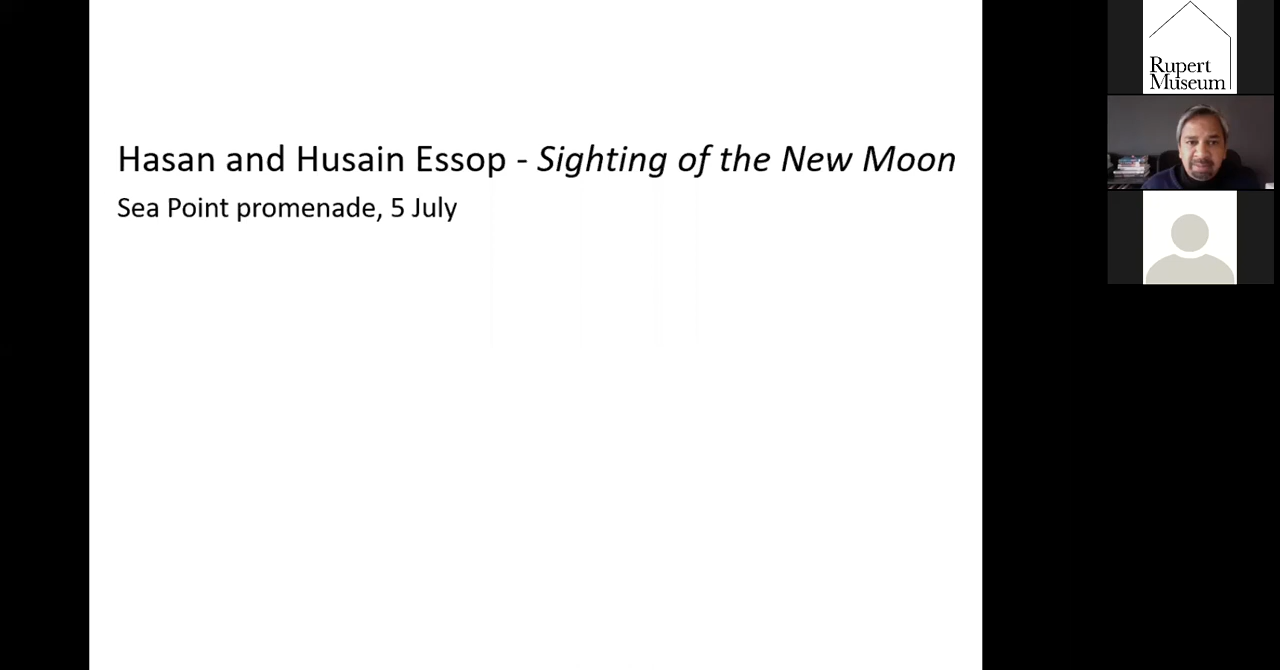 Hasan and Husain Essop - Sighting of the New Moon
Sea Point promenade, 5 July
Rupert
Museum